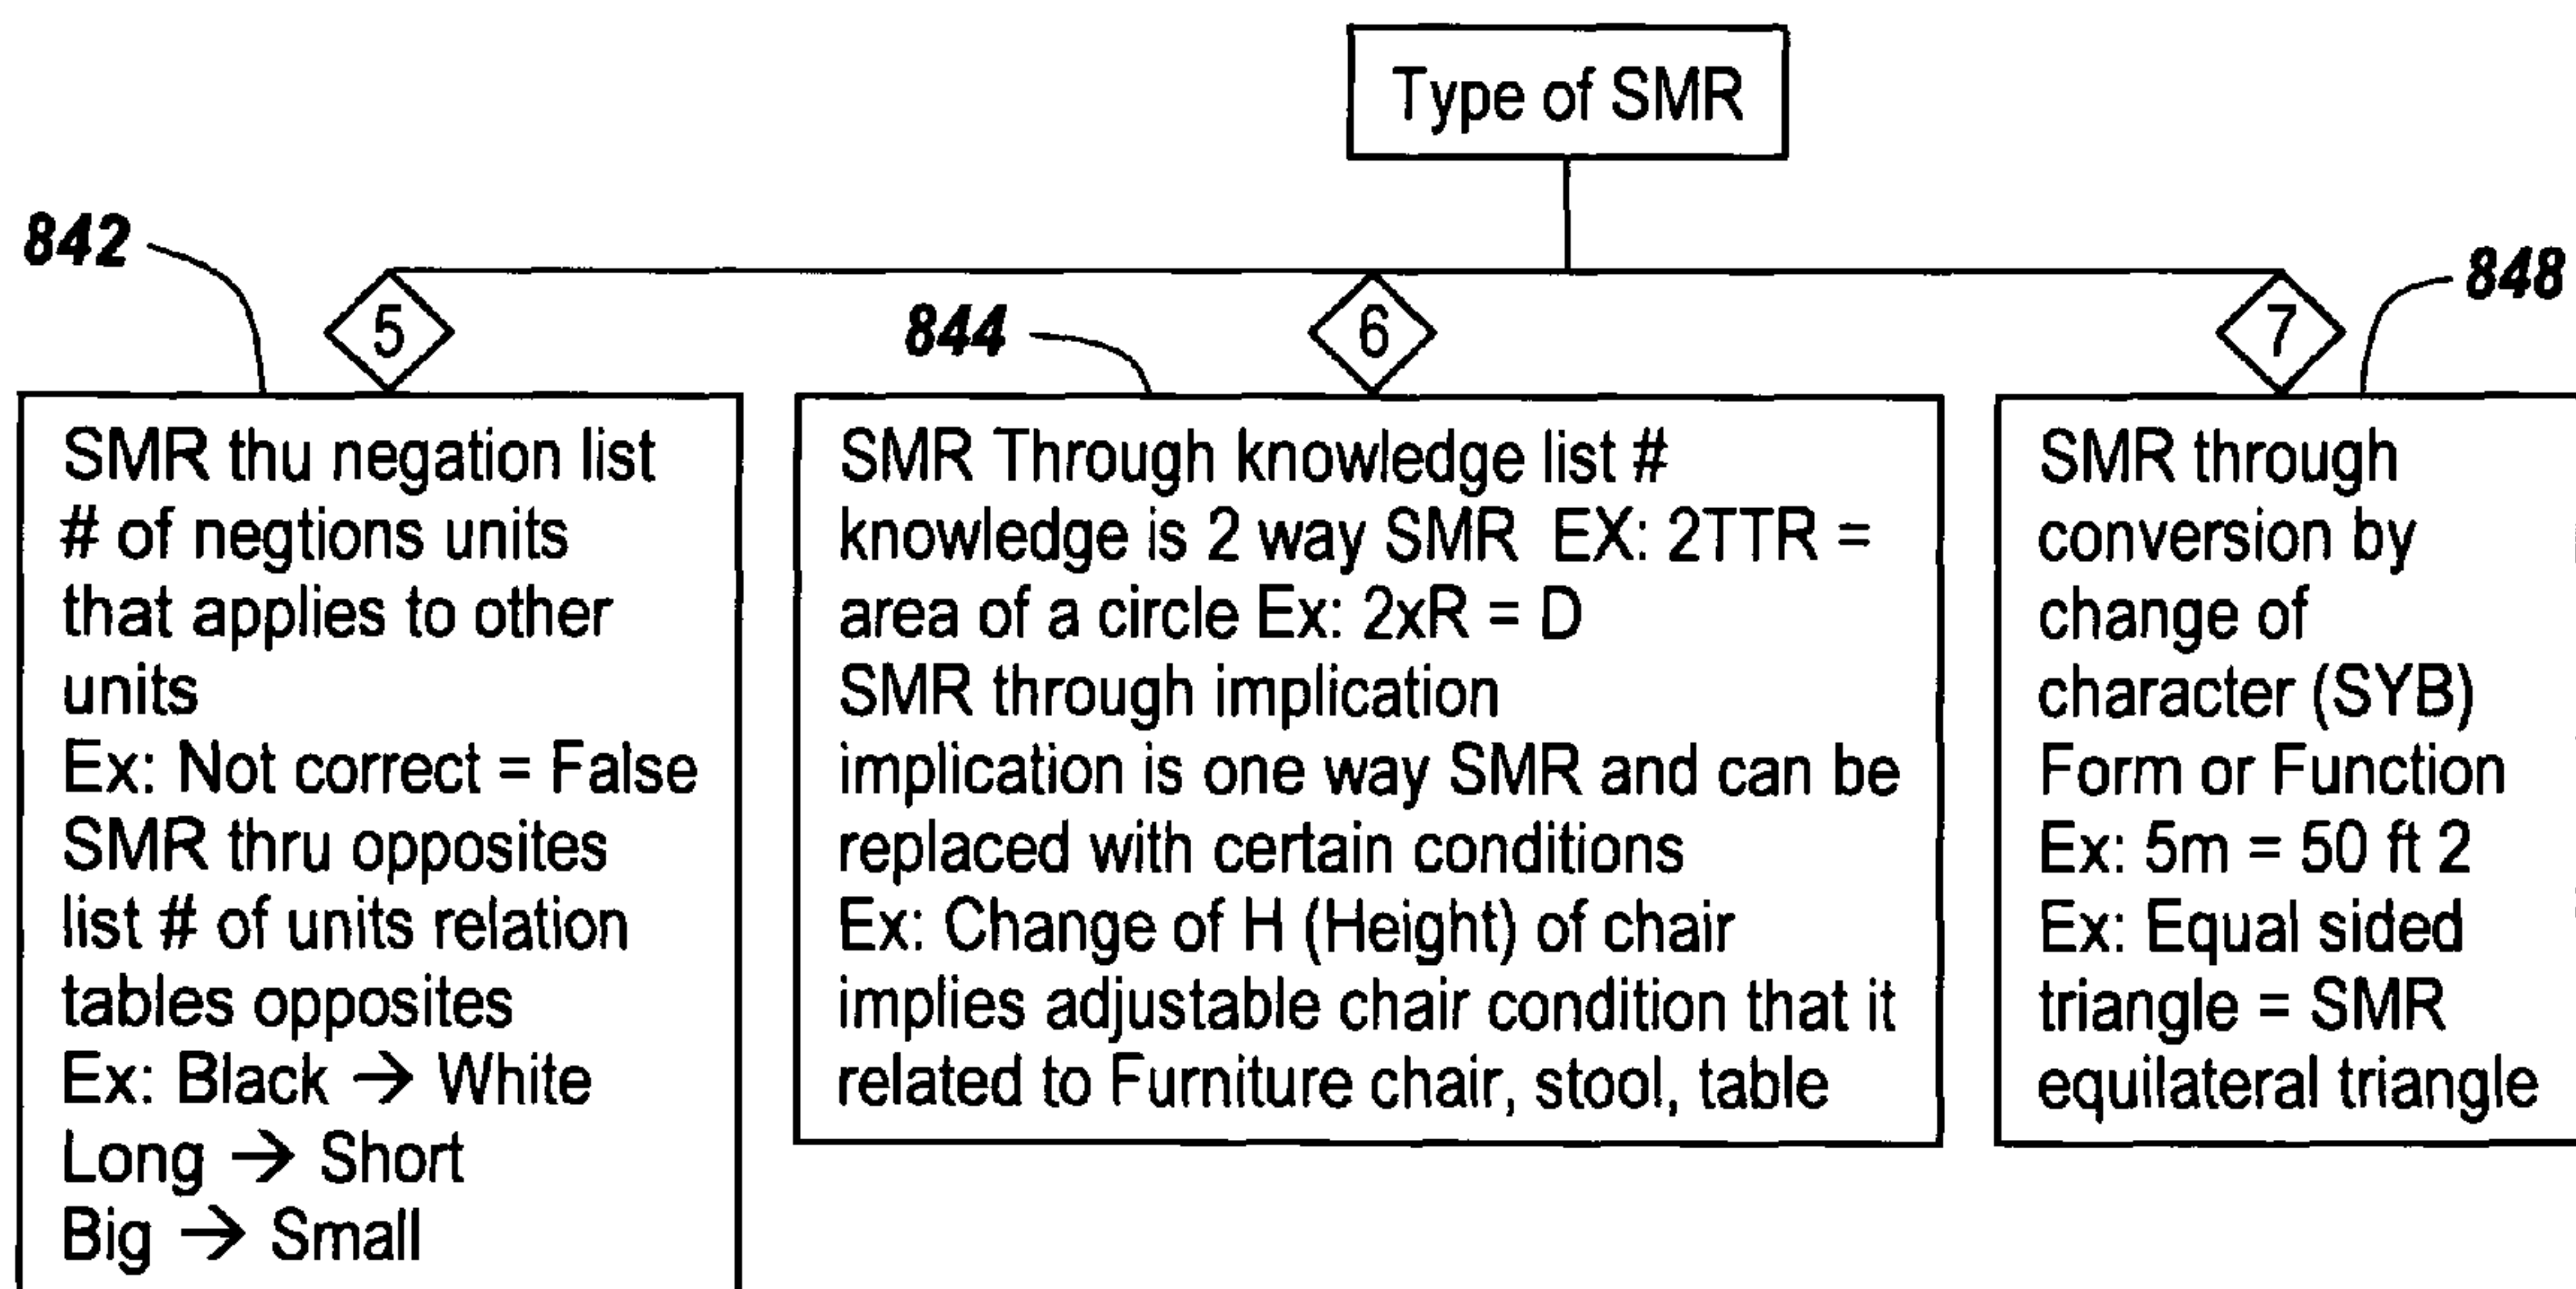 Type of SMR
842
5
844
6
7
848
SMR thu negation list
# of negtions units
that applies to other
units
Ex: Not correct = False
SMR thru opposites
list # of units relation
tables opposites
Ex: Black → White
Long → Short
Big → Small
SMR Through knowledge list #
knowledge is 2 way SMR EX: 2TTR =
area of a circle Ex: 2xR = D
SMR through implication
implication is one way SMR and can be
replaced with certain conditions
Ex: Change of H (Height) of chair
implies adjustable chair condition that it
related to Furniture chair, stool, table
SMR through
conversion by
change of
character (SYB)
Form or Function
Ex: 5m = 50 ft 2
Ex: Equal sided
triangle = SMR
equilateral triangle